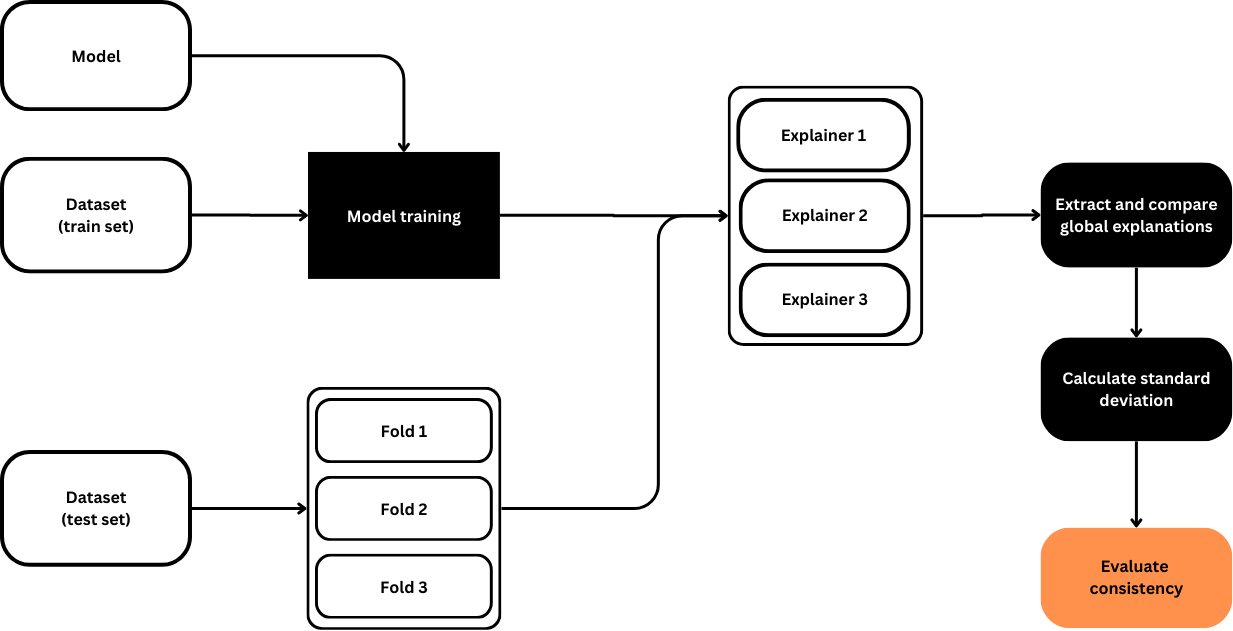 Model
Dataset
(train set)
Model training
Explainer 1
Explainer 2
Explainer 3
Extract and compare
global explanations
Calculate standard
deviation
Fold 1
Fold 2
Fold 3
Dataset
(test set)
Evaluate
consistency